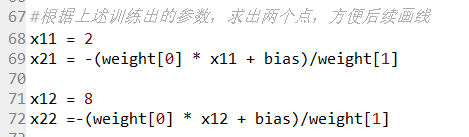 67 #根据上述训练出的参数，求出两个点，方便后续画线
68 x11 = 2
69 x21 = -(weight[0] * x11 + bias)/weight[1]
70
71 x12 = 8
72 x22 =-(weight[0] * x12 + bias)/weight[1]